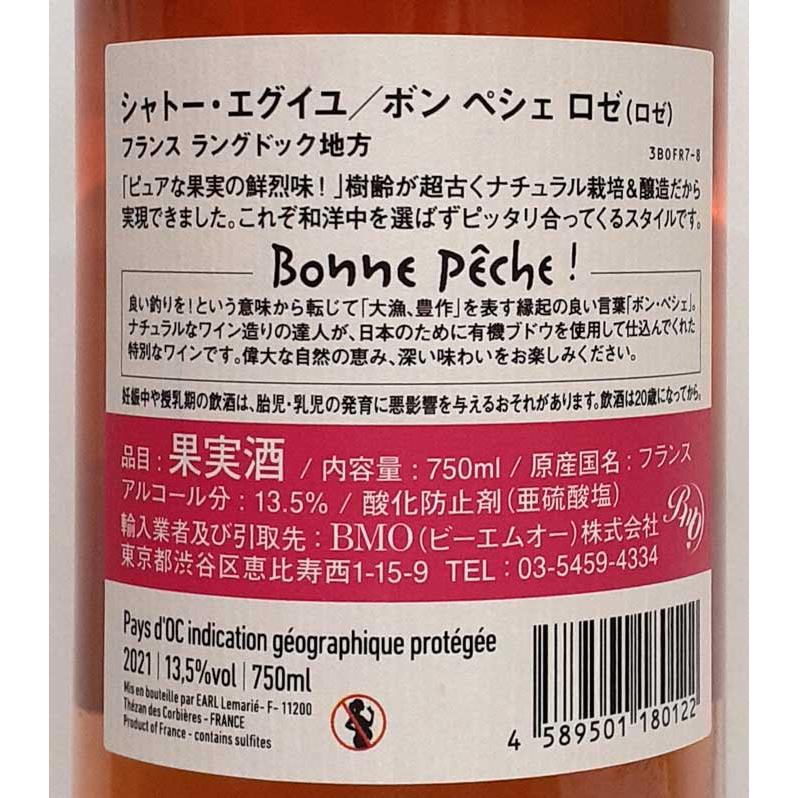 シャトー・エグイユ／ボン ペシェ ロゼ(ロゼ)
フランス ラングドック地方
3B0FR7-8
「ピュアな果実の鮮烈味！」樹齢が超古くナチュラル栽培&醸造だから
実現できました。これぞ和洋中を選ばずピッタリ合ってくるスタイルです。
Bonne Pêche !
良い釣りを！という意味から転じて「大漁、豊作」を表す縁起の良い言葉「ボン・ペシェ」。
ナチュラルなワイン造りの達人が、日本のために有機ブドウを使用して仕込んでくれた
特別なワインです。偉大な自然の恵み、深い味わいをお楽しみください。
妊娠中や授乳期の飲酒は、胎児・乳児の発育に悪影響を与えるおそれがあります。飲酒は20歳になってから。
品目：果実酒 / 内容量：750ml / 原産国名：フランス
アルコール分：13.5% / 酸化防止剤(亜硫酸塩)
輸入業者及び引取先：BMO(ビーエムオー)株式会社
東京都渋谷区恵比寿西1-15-9 TEL：03-5459-4334
BMO
Pays d'OC indication géographique protégée
2021 | 13,5%vol | 750ml
Mis en bouteille par EARL Lemarié- F- 11200
Thézan des Corbières - FRANCE
Product of France - contains sulfites
4 589501 180122